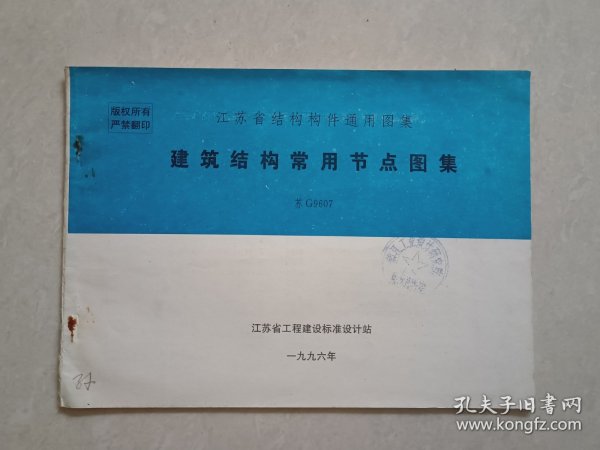 版权所有
严禁翻印
江苏省结构构件通用图集
建筑结构常用节点图集
苏G9607
江苏省工程建设标准设计站
一九九六年
孔夫子旧书网
www.kongfz.com